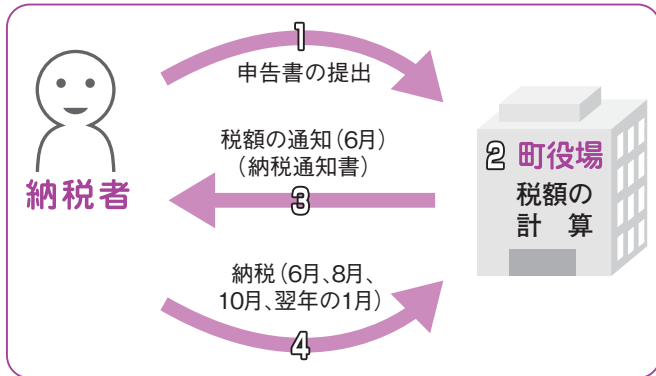 1
申告書の提出
納税者
税額の通知(6月)
(納税通知書)
3
2 町役場
税額の
計 算
納税(6月、8月、
10月、翌年の1月)
4